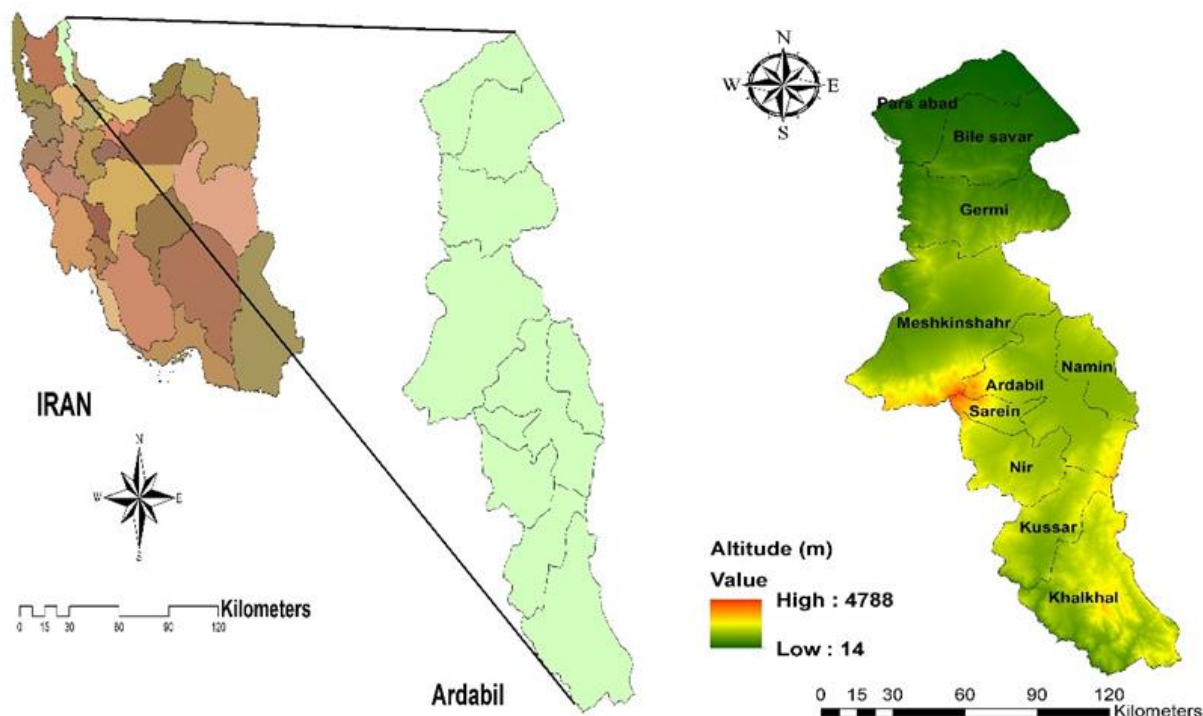 IRAN
N
W E
S
Kilometers
0 15 30 60 90 120
Ardabil
N
W E
S
Pars abad
Bile savar
Germi
Meshkinshahr
Namin
Ardabil
Sarein
Nir
Kussar
Khalkhal
Altitude (m)
Value
High : 4788
Low : 14
0 15 30 60 90 120
Kilometers